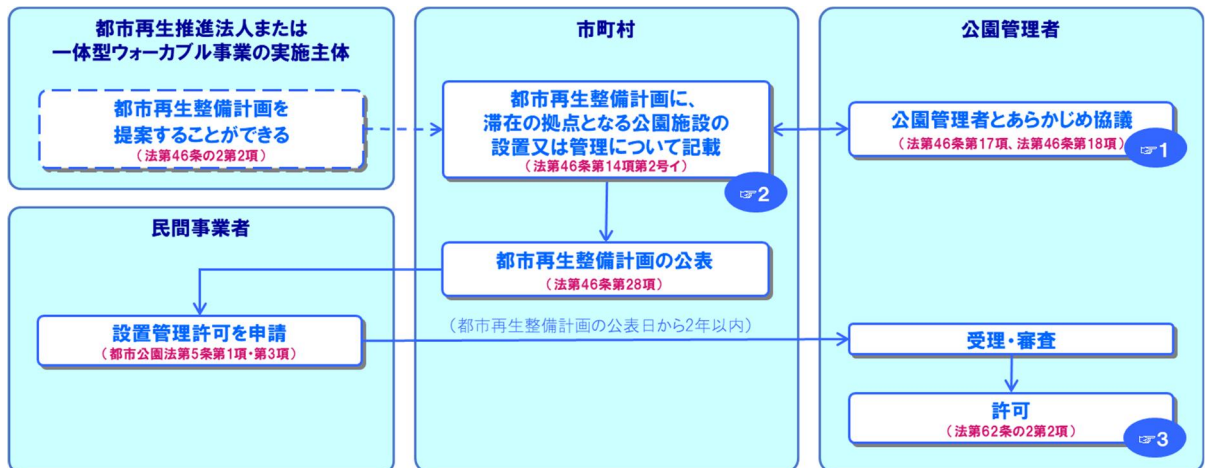 都市再生推進法人または
一体型ウォーカブル事業の実施主体
都市再生整備計画を
提案することができる
（法第46条の2第2項）
民間事業者
設置管理許可を申請
（都市公園法第5条第1項・第3項）
市町村
都市再生整備計画に、
滞在の拠点となる公園施設の
設置又は管理について記載
（法第46条第14項第2号イ）
☞2
都市再生整備計画の公表
（法第46条第28項）
（都市再生整備計画の公表日から2年以内）
公園管理者
公園管理者とあらかじめ協議
（法第46条第17項、法第46条第18項）
☞1
受理・審査
許可
（法第62条の2第2項）
☞3